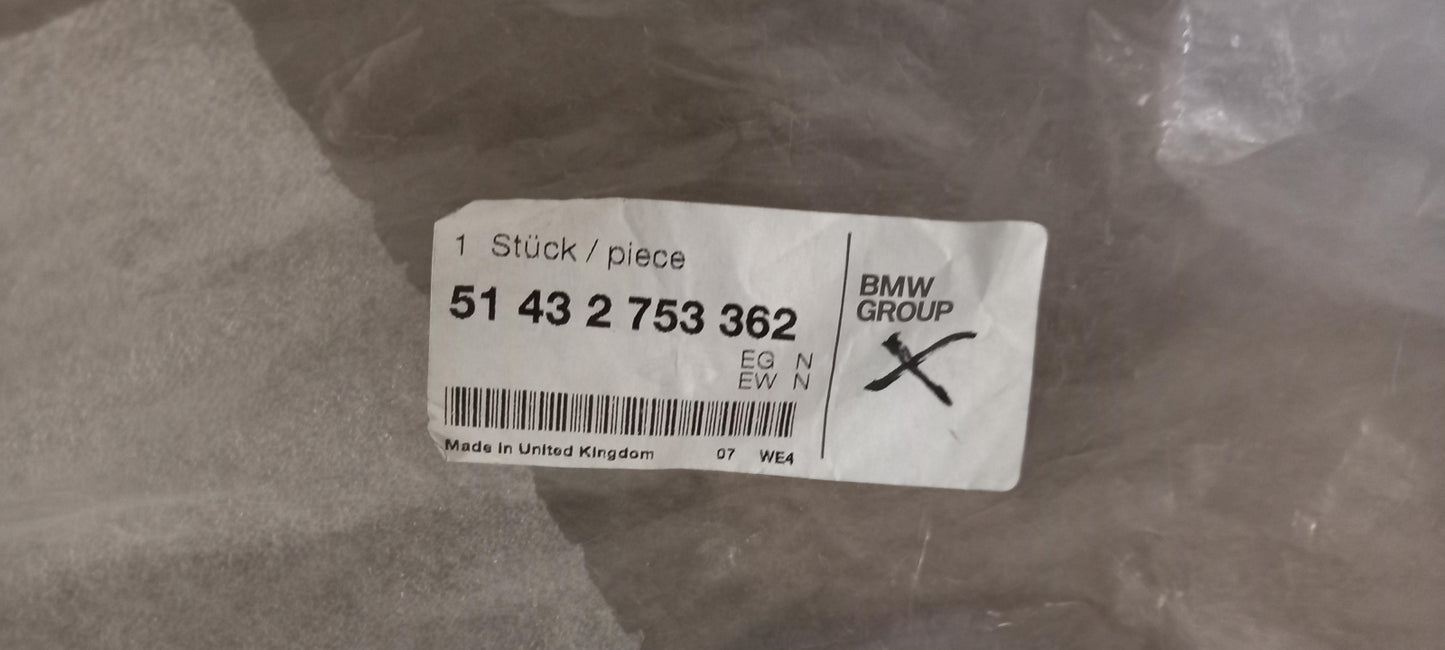 1 Stück / piece
51 43 2 753 362
EG N
EW N
Made in United Kingdom 07 WE4
BMW
GROUP
X